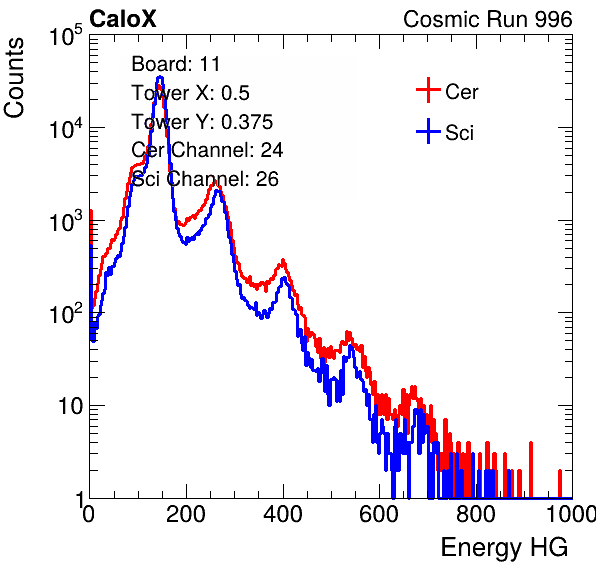 CaloX Cosmic Run 996
Counts
Board: 11
Tower X: 0.5
Tower Y: 0.375
Cer Channel: 24
Sci Channel: 26
Cer
Sci
10^5
10^4
10^3
10^2
10
1
0 200 400 600 800 1000
Energy HG